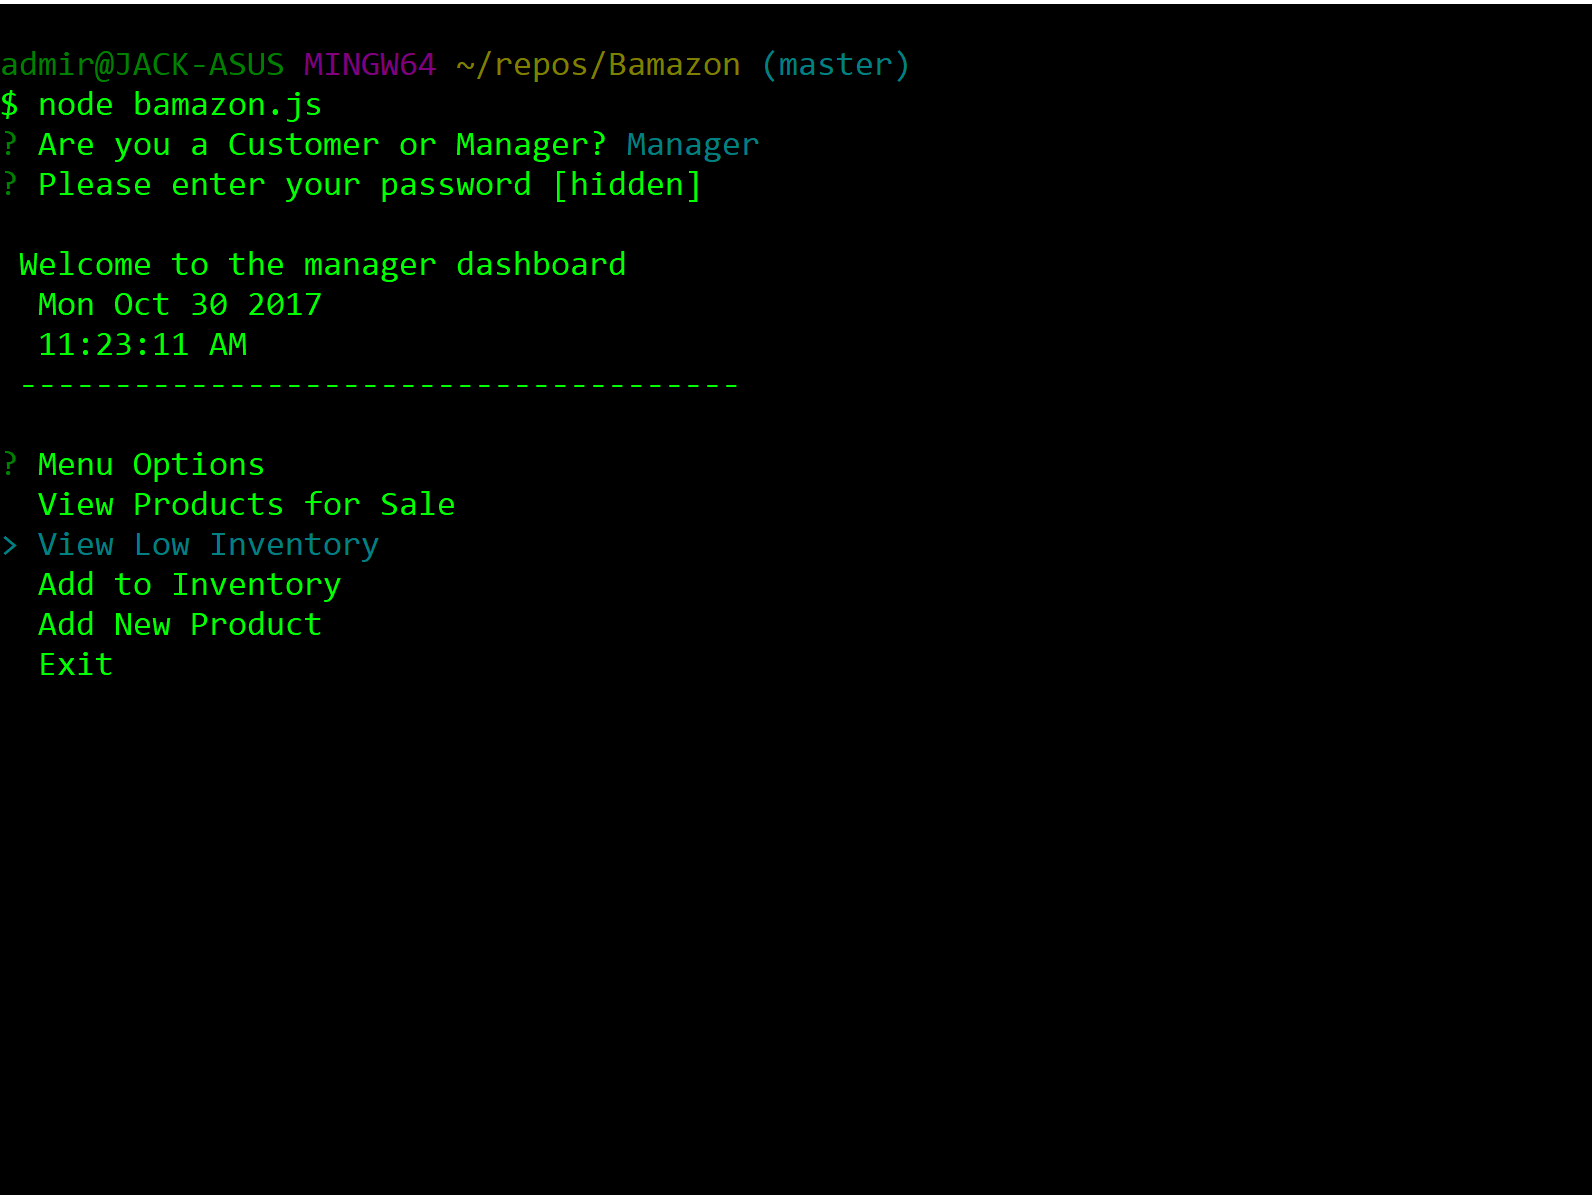 admir@JACK-ASUS MINGW64 ~/repos/Bamazon (master)
$ node bamazon.js
? Are you a Customer or Manager? Manager
? Please enter your password [hidden]
Welcome to the manager dashboard
Mon Oct 30 2017
11:23:11 AM
--------------------------------------
? Menu Options
View Products for Sale
> View Low Inventory
Add to Inventory
Add New Product
Exit